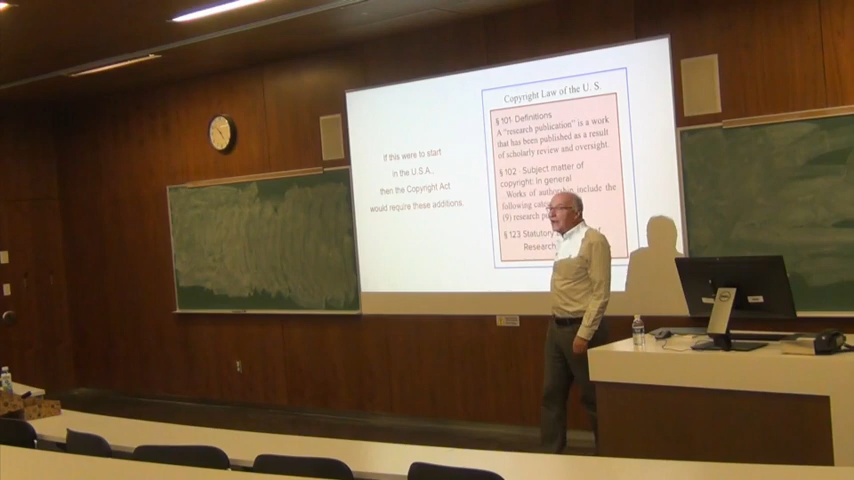 If this were to start
in the U.S.A.,
then the Copyright Act
would require these additions.
Copyright Law of the U. S.
§ 101· Definitions
A "research publication" is a work
that has been published as a result
of scholarly review and oversight.
§ 102 · Subject matter of
copyright: in general
Works of authorship include the
following
(9) research
§ 123 Statutory
Research
DELL